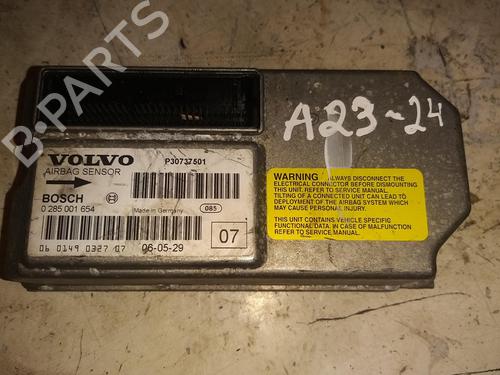 B-PARTS
A23-24
VOLVO
AIRBAG SENSOR
P30737501
BOSCH
0 285 001 654
Made in Germany
085
06 0149 0327 07
06-05-29
07
WARNING ALWAYS DISCONNECT THE
ELECTRICAL CONNECTOR BEFORE DISMOUNTING
THIS UNIT. REFER TO SERVICE MANUAL.
TILTING OF A CONNECTED UNIT CAN LEAD TO
DEPLOYMENT OF THE AIRBAG SYSTEM WHICH
MAY CAUSE PERSONAL INJURY.
THIS UNIT CONTAINS VEHICLE SPECIFIC
FUNCTIONAL DATA. IN CASE OF MALFUNCTION
REFER TO SERVICE MANUAL.